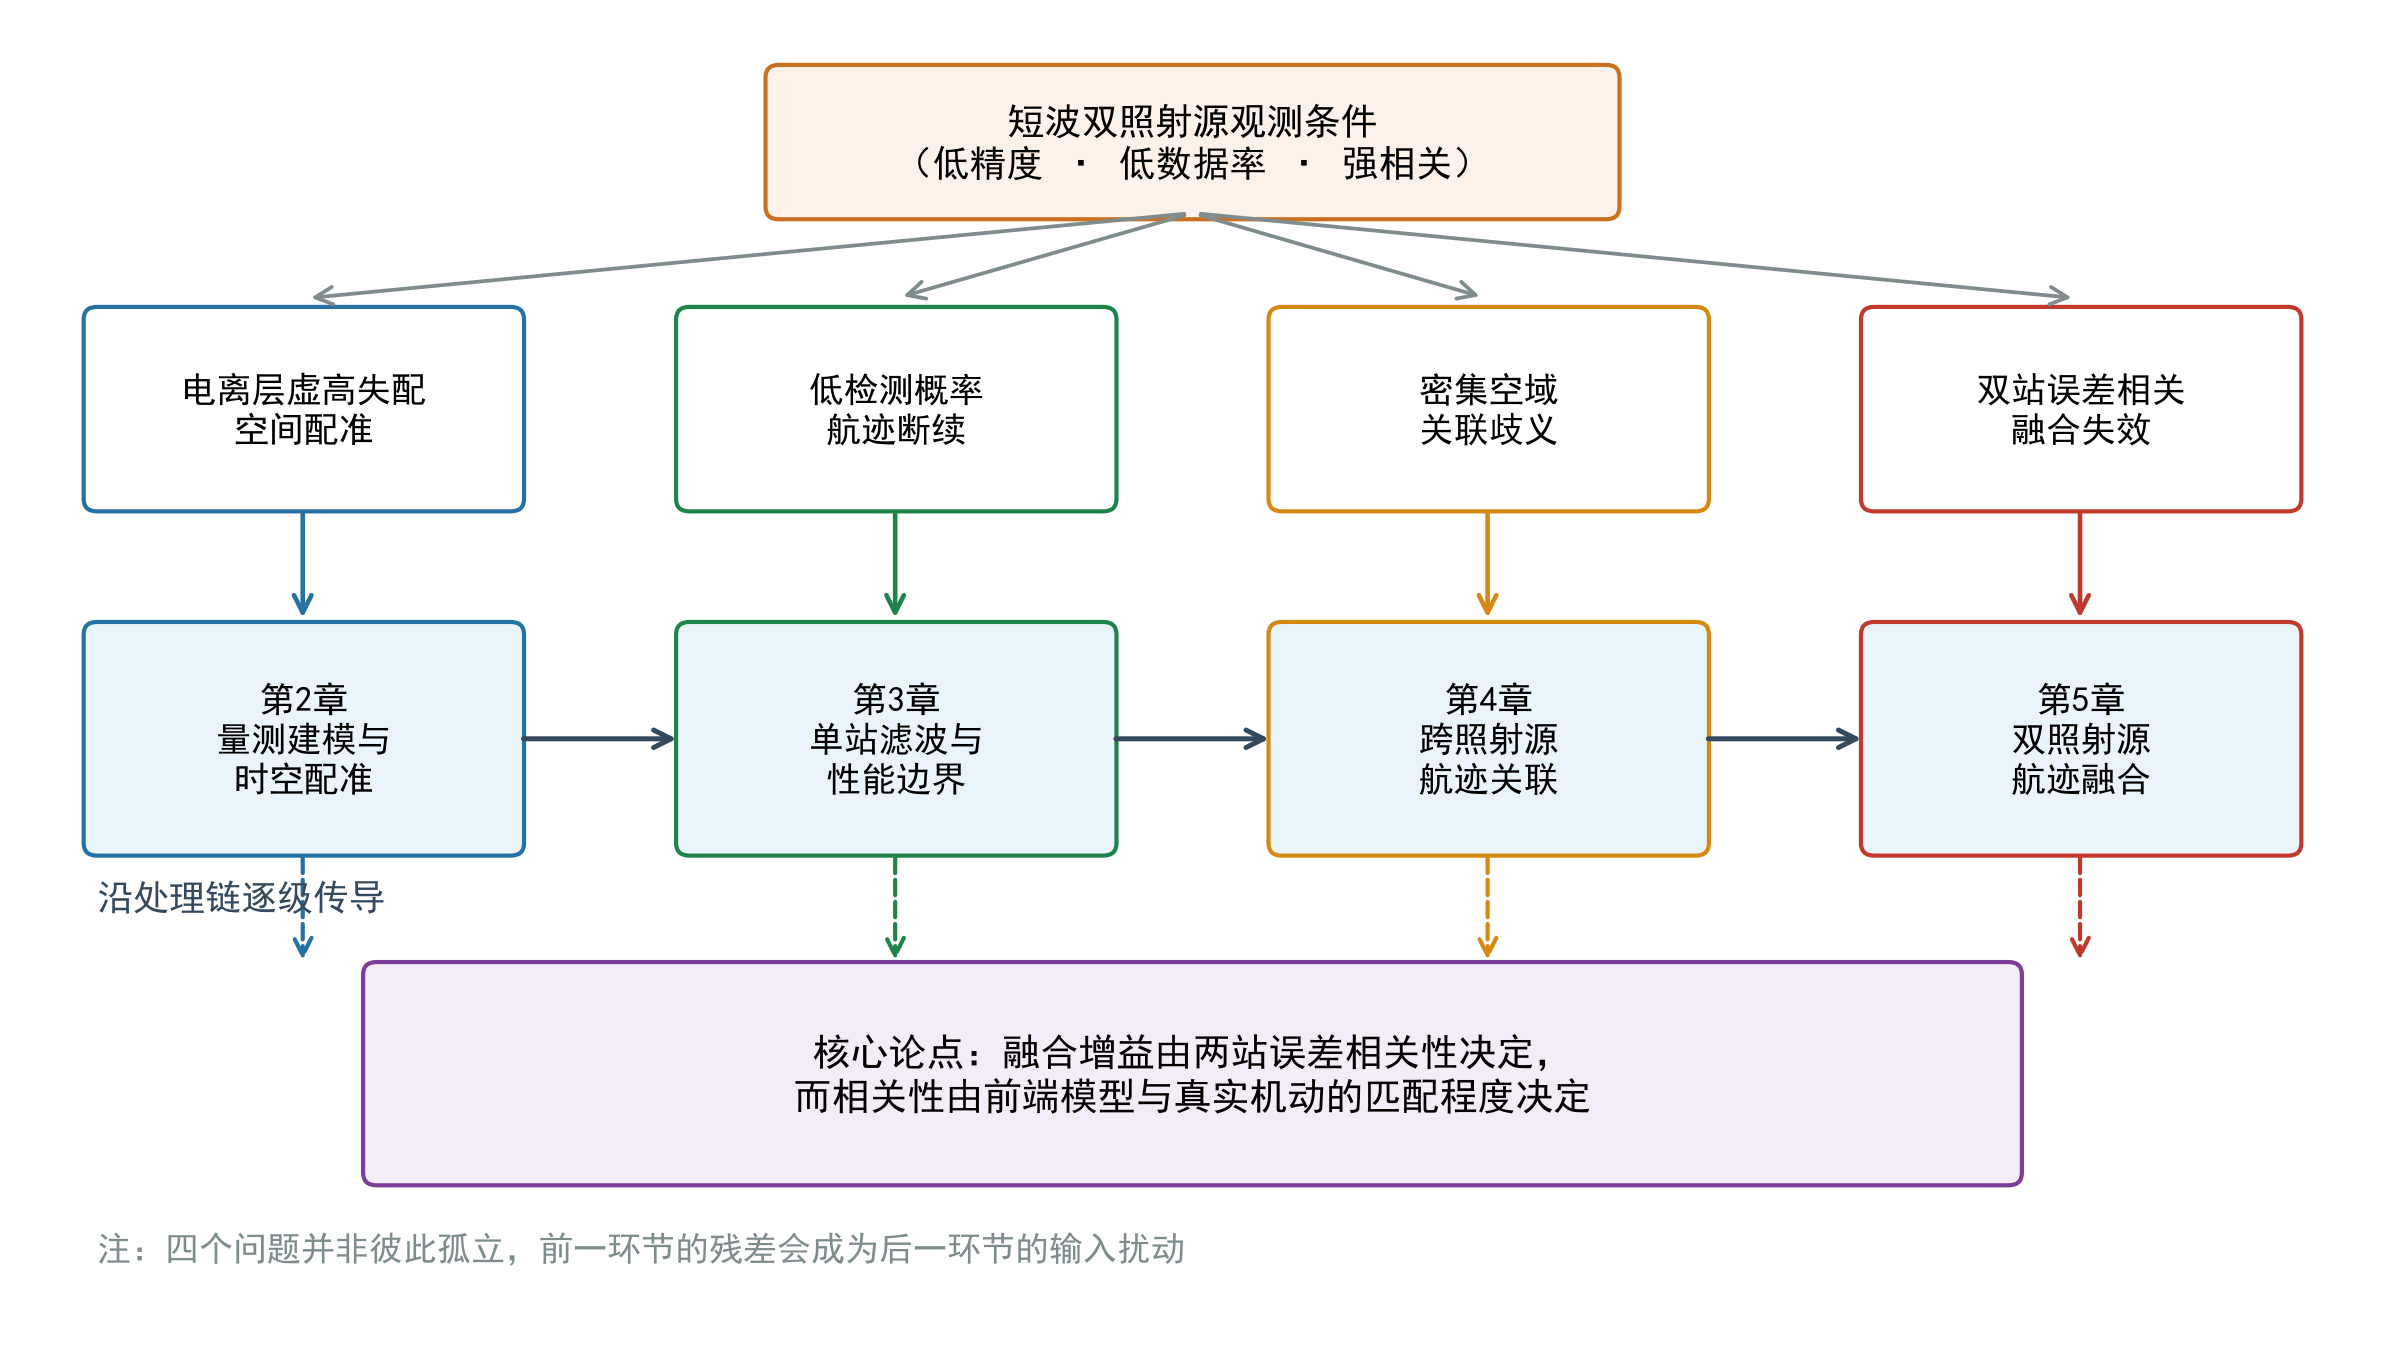 短波双照射源观测条件
（低精度 · 低数据率 · 强相关）
电离层虚高失配
空间配准
低检测概率
航迹断续
密集空域
关联歧义
双站误差相关
融合失效
第2章
量测建模与
时空配准
第3章
单站滤波与
性能边界
第4章
跨照射源
航迹关联
第5章
双照射源
航迹融合
沿处理链逐级传导
核心论点：融合增益由两站误差相关性决定，
而相关性由前端模型与真实机动的匹配程度决定
注：四个问题并非彼此孤立，前一环节的残差会成为后一环节的输入扰动